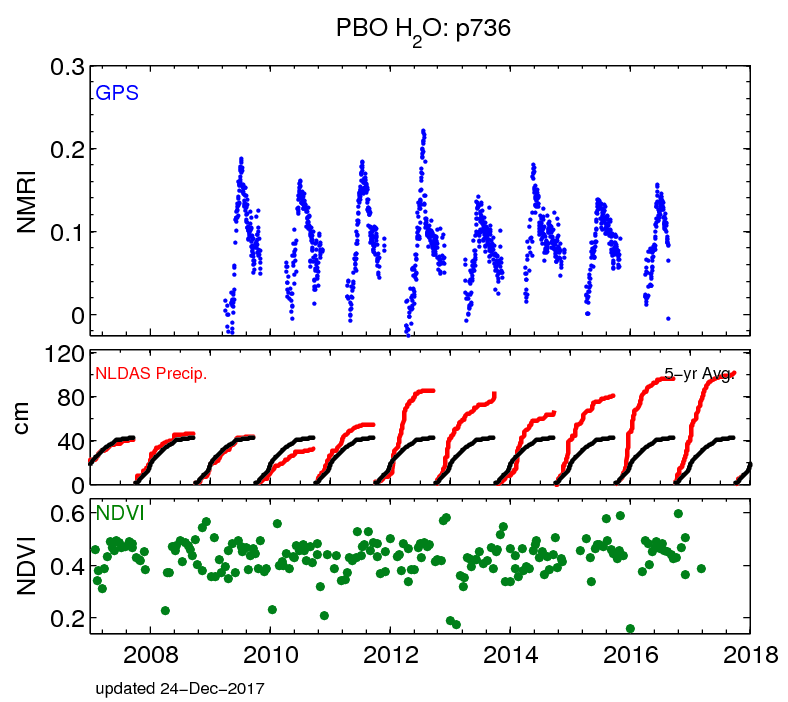 PBO H2O: p736
0.3
GPS
0.2
NMRI
0.1
0
120
NLDAS Precip.
5-yr Avg.
80
cm
40
0
0.6
NDVI
NDVI
0.4
0.2
2008 2010 2012 2014 2016 2018
updated 24-Dec-2017